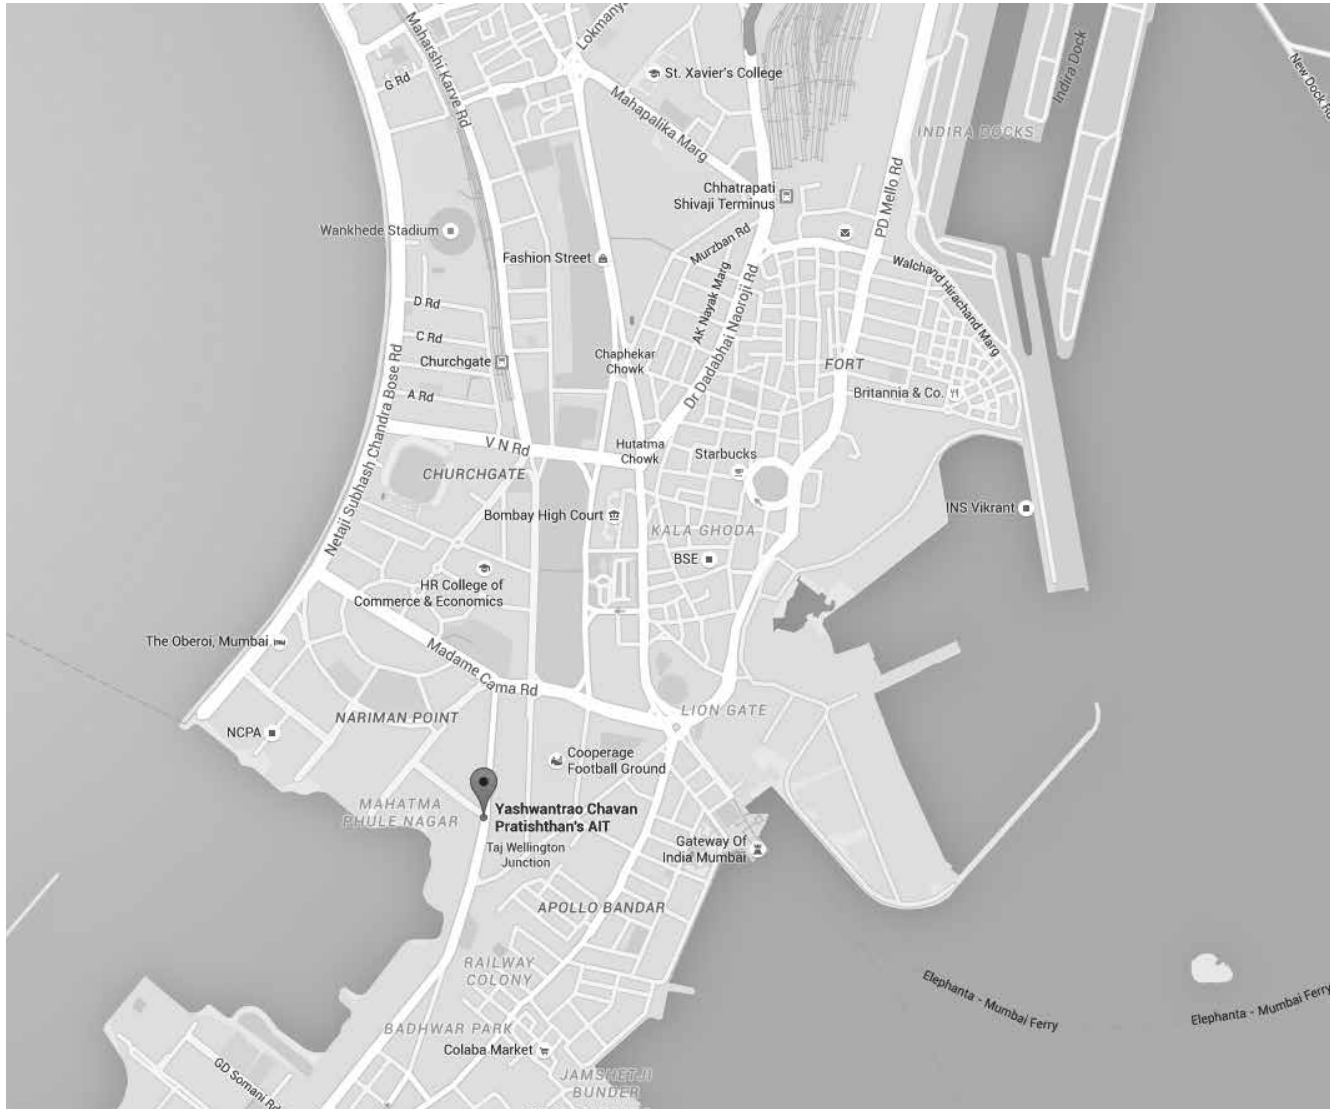 Lokmanya
Maharshi Karve Rd
G Rd
St. Xavier's College
Mahapalika Marg
Indira Dock
New Dock Rd
INDIRA DOCKS
Chhatrapati
Shivaji Terminus
PD Mello Rd
Wankhede Stadium
Fashion Street
Murzban Rd
AK Nayak Marg
Dr Dadabhai Naoroji Rd
Walchand Hirachand Marg
D Rd
C Rd
Churchgate
A Rd
Chaphekar
Chowk
FORT
Britannia & Co.
Netaji Subhash Chandra Bose Rd
V N Rd
Hutatma
Chowk
Starbucks
CHURCHGATE
Bombay High Court
KALA GHODA
INS Vikrant
BSE
HR College of
Commerce & Economics
The Oberoi, Mumbai
Madame Cama Rd
NARIMAN POINT
LION GATE
NCPA
Cooperage
Football Ground
MAHATMA
PHULE NAGAR
Yashwantrao Chavan
Pratishthan's AIT
Taj Wellington
Junction
Gateway Of
India Mumbai
APOLLO BANDAR
RAILWAY
COLONY
Elephanta - Mumbai Ferry
Elephanta - Mumbai Ferry
BADHWAR PARK
Colaba Market
GD Somani Rd
JAMSHETJI
BUNDER